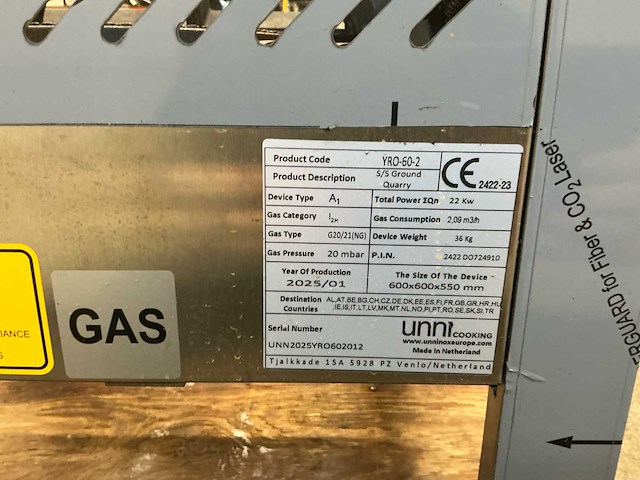 Product Code YRO-60-2
Product Description S/S Ground Quarry
CE 2422-23
Device Type A1 Total Power ΣQn 22 Kw
Gas Category I2H Gas Consumption 2,09 m3/h
Gas Type G20/21(NG) Device Weight 36 Kg
Gas Pressure 20 mbar P.I.N. 2422 DO724910
Year Of Production The Size Of The Device
2025/01 600x600x550 mm
Destination Countries AL,AT,BE,BG,CH,CZ,DE,DK,EE,ES,FI,FR,GB,GR,HR,HU
,IE,IS,IT,LT,LV,MK,MT,NL,NO,PL,PT,RO,SE,SK,SI,TR
Serial Number
UNN2025YRO602012
unni COOKING
www.unninoxeurope.com
Made in Netherland
Tjalkkade 15A 5928 PZ Venlo/Netherland
GAS
for Fiber & CO2 Laser